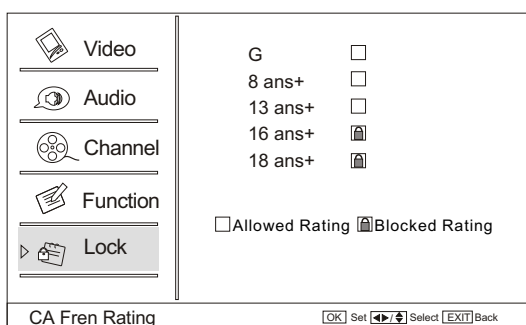 Video
Audio
Channel
Function
Lock
G
8 ans+
13 ans+
16 ans+
18 ans+
Allowed Rating Blocked Rating
CA Fren Rating
OK Set / Select EXIT Back